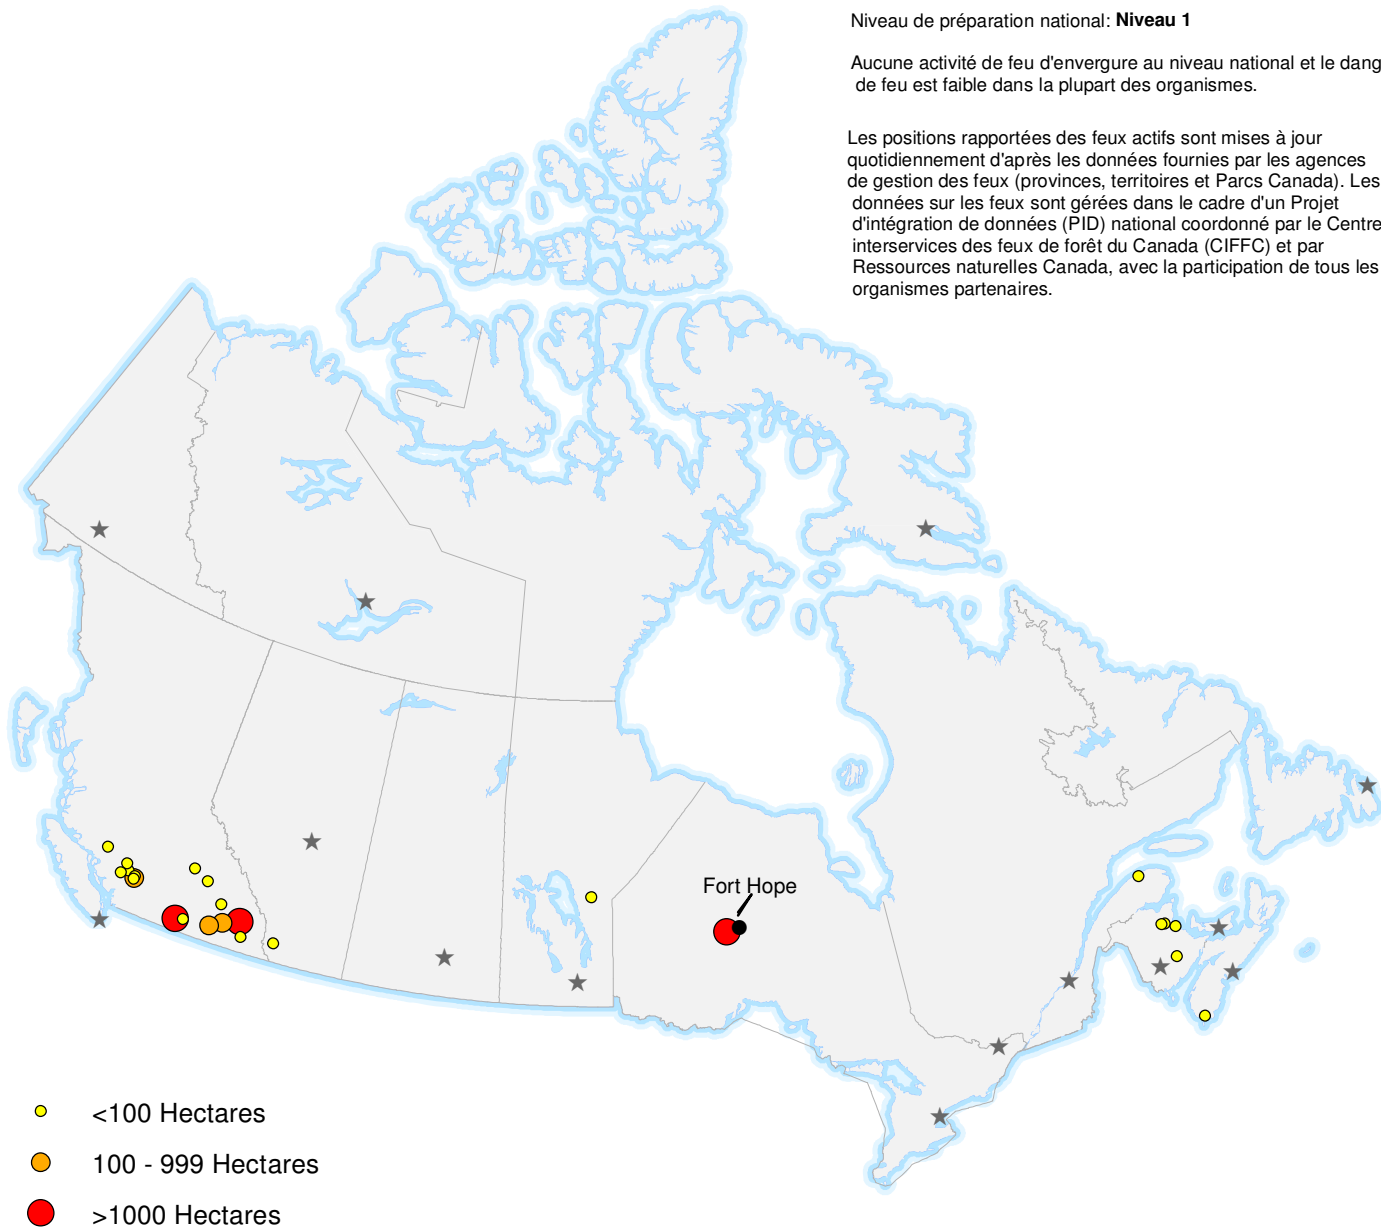 Niveau de préparation national: Niveau 1
Aucune activité de feu d'envergure au niveau national et le dang
de feu est faible dans la plupart des organismes.
Les positions rapportées des feux actifs sont mises à jour
quotidiennement d'après les données fournies par les agences
de gestion des feux (provinces, territoires et Parcs Canada). Les
données sur les feux sont gérées dans le cadre d'un Projet
d'intégration de données (PID) national coordonné par le Centre
interservices des feux de forêt du Canada (CIFFC) et par
Ressources naturelles Canada, avec la participation de tous les
organismes partenaires.
Fort Hope
<100 Hectares
100 - 999 Hectares
>1000 Hectares